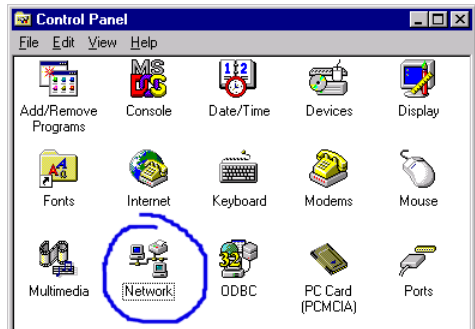 Control Panel
File Edit View Help
Add/Remove Programs
Console
Date/Time
Devices
Display
Fonts
Internet
Keyboard
Modems
Mouse
Multimedia
Network
ODBC
PC Card (PCMCIA)
Ports